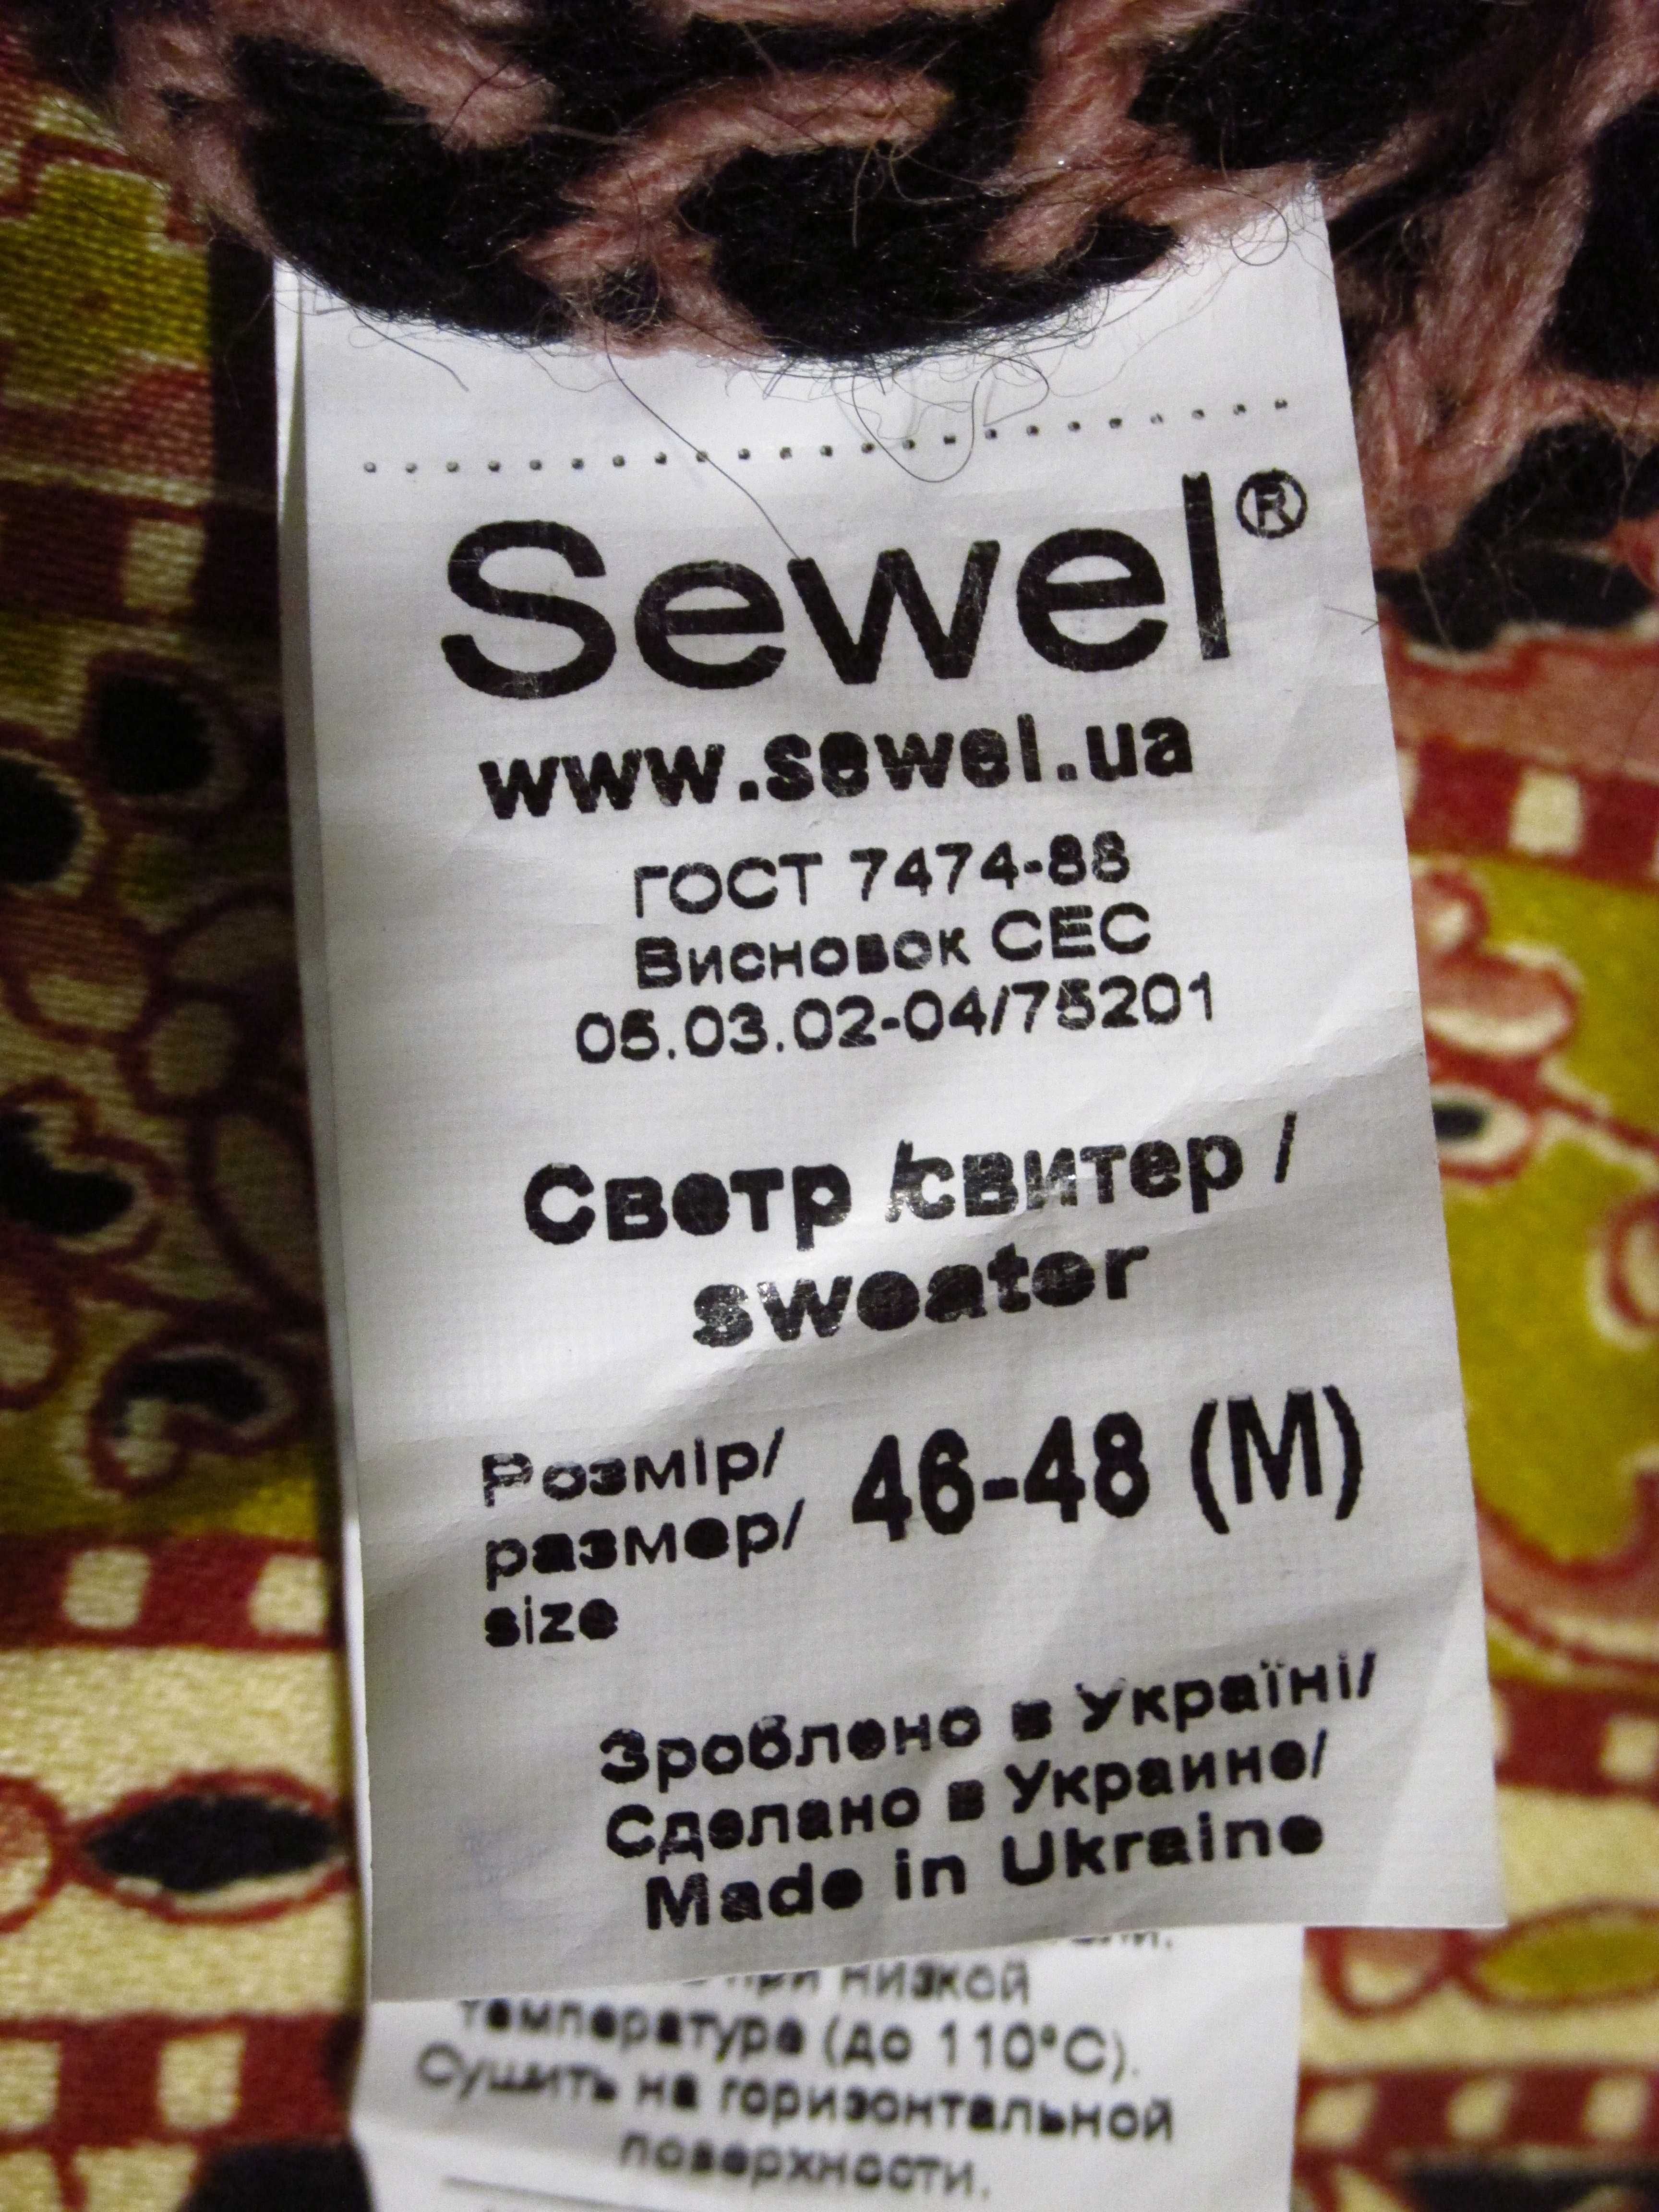 Sewel®
www.sewel.ua
ГОСТ 7474-88
Висновок СЕС
05.03.02-04/75201
Светр /свитер /
sweater
Розмір/
размер/ 46-48 (M)
size
Зроблено в Україні/
Сделано в Украине/
Made in Ukraine
при низкой
температуре (до 110°С).
Сушить на горизонтальной
поверхности.